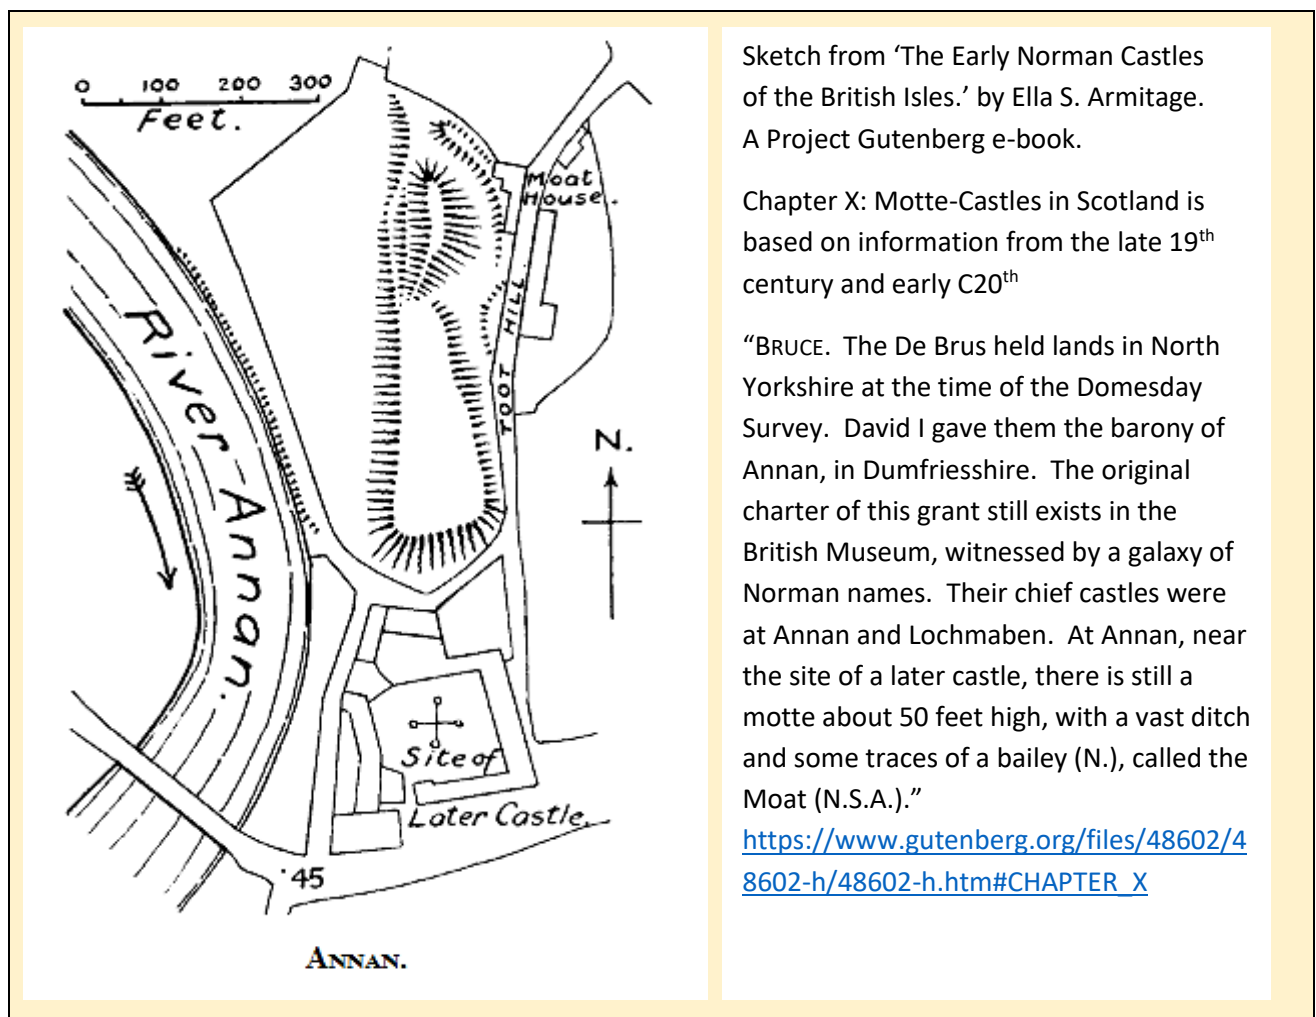 0 100 200 300
Feet.
Moat
House.
TOOT HILL
River Annan.
N.
Site of
Later Castle.
·45
ANNAN.
Sketch from ‘The Early Norman Castles
of the British Isles.’ by Ella S. Armitage.
A Project Gutenberg e-book.
Chapter X: Motte-Castles in Scotland is
based on information from the late 19th
century and early C20th
“BRUCE.  The De Brus held lands in North
Yorkshire at the time of the Domesday
Survey.  David I gave them the barony of
Annan, in Dumfriesshire.  The original
charter of this grant still exists in the
British Museum, witnessed by a galaxy of
Norman names.  Their chief castles were
at Annan and Lochmaben.  At Annan, near
the site of a later castle, there is still a
motte about 50 feet high, with a vast ditch
and some traces of a bailey (N.), called the
Moat (N.S.A.).”
https://www.gutenberg.org/files/48602/4
8602-h/48602-h.htm#CHAPTER_X